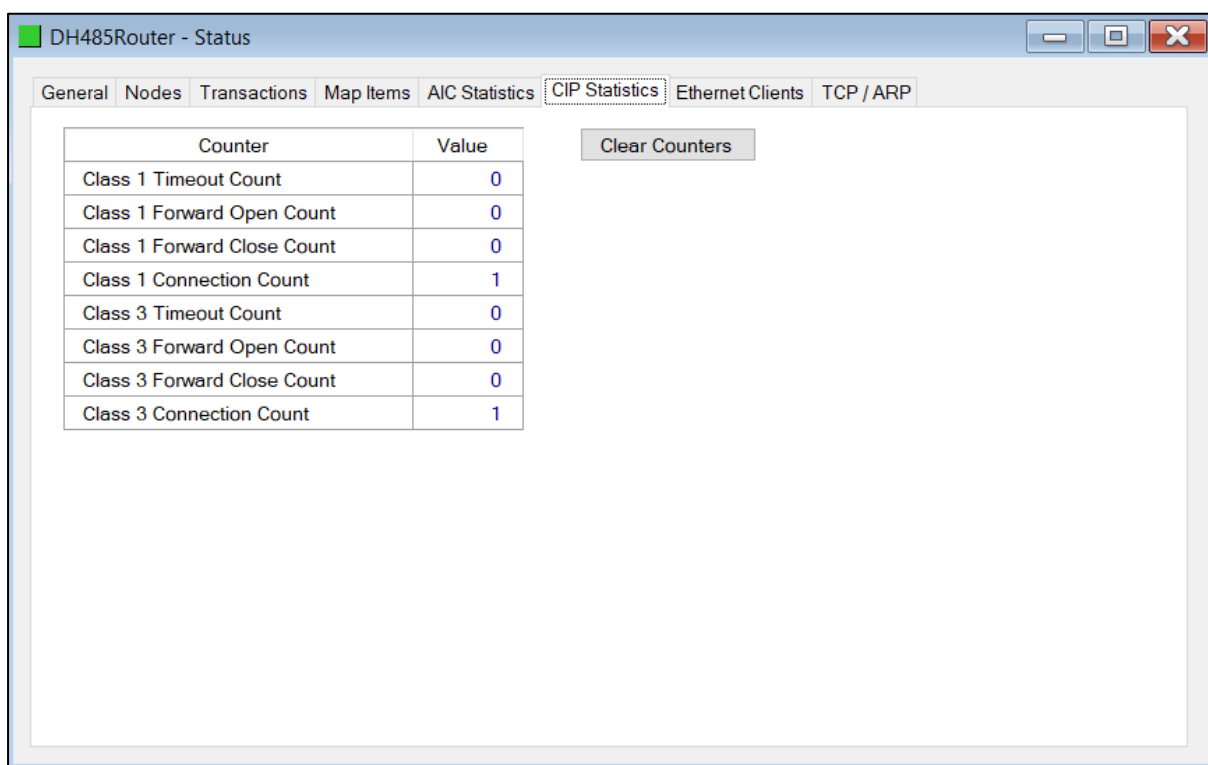 DH485Router - Status
General Nodes Transactions Map Items AIC Statistics CIP Statistics Ethernet Clients TCP / ARP
Counter Value Clear Counters
Class 1 Timeout Count 0
Class 1 Forward Open Count 0
Class 1 Forward Close Count 0
Class 1 Connection Count 1
Class 3 Timeout Count 0
Class 3 Forward Open Count 0
Class 3 Forward Close Count 0
Class 3 Connection Count 1